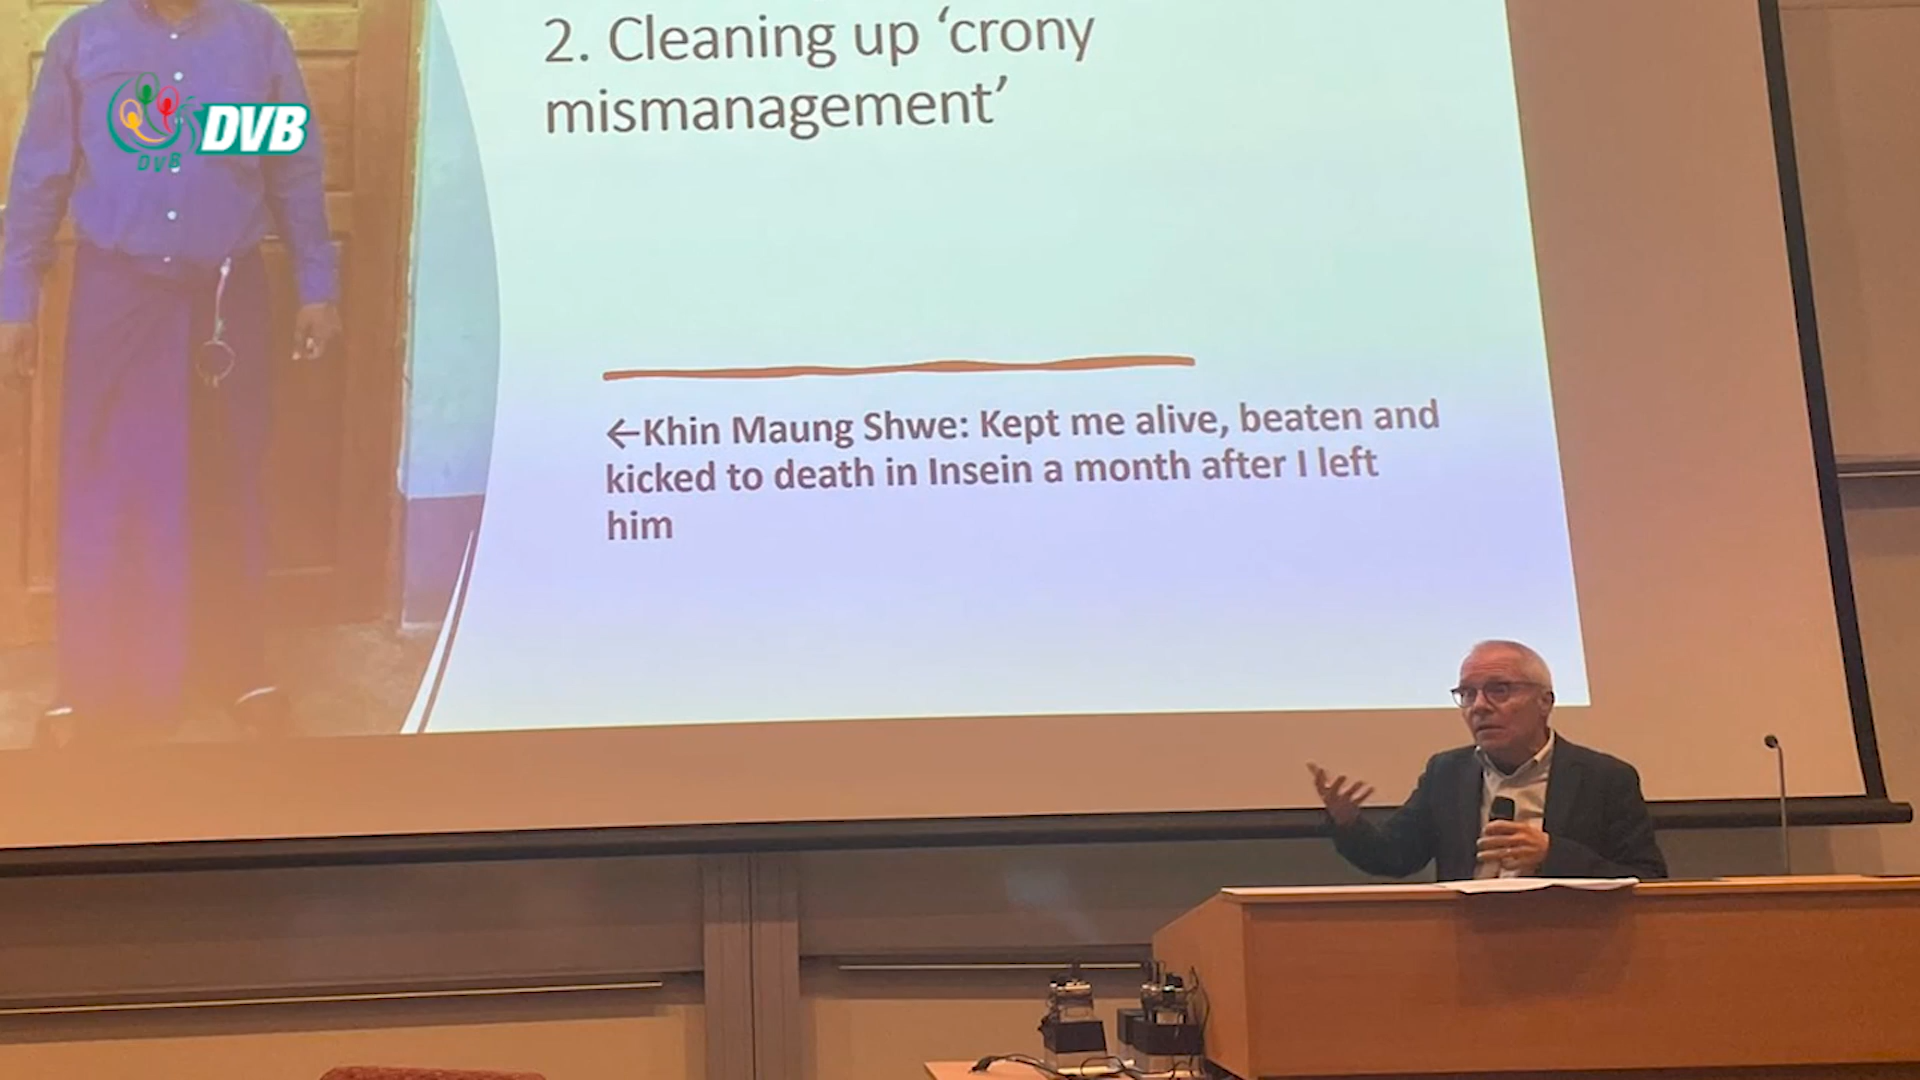 2. Cleaning up ‘crony
mismanagement’
DVB
DVB
←Khin Maung Shwe: Kept me alive, beaten and
kicked to death in Insein a month after I left
him